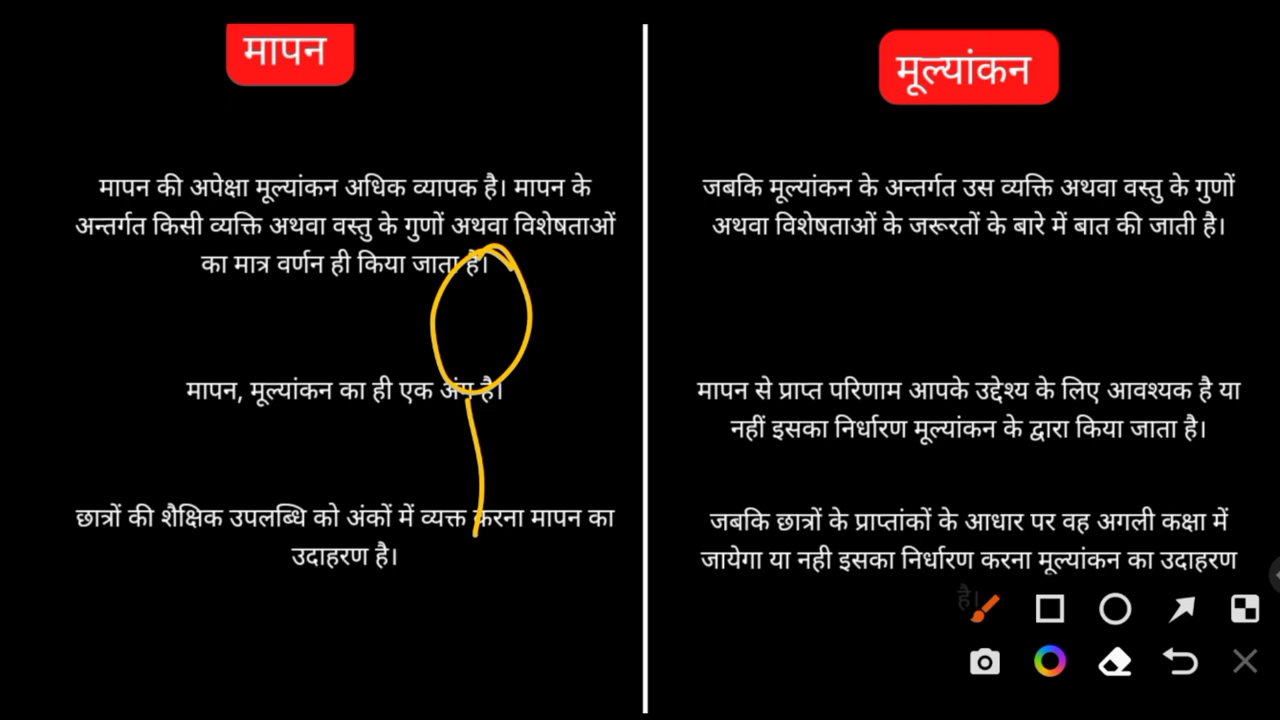 मापन
मापन की अपेक्षा मूल्यांकन अधिक व्यापक है। मापन के
अन्तर्गत किसी व्यक्ति अथवा वस्तु के गुणों अथवा विशेषताओं
का मात्र वर्णन ही किया जाता है।
मापन, मूल्यांकन का ही एक अंग है।
छात्रों की शैक्षिक उपलब्धि को अंकों में व्यक्त करना मापन का
उदाहरण है।
मूल्यांकन
जबकि मूल्यांकन के अन्तर्गत उस व्यक्ति अथवा वस्तु के गुणों
अथवा विशेषताओं के जरूरतों के बारे में बात की जाती है।
मापन से प्राप्त परिणाम आपके उद्देश्य के लिए आवश्यक है या
नहीं इसका निर्धारण मूल्यांकन के द्वारा किया जाता है।
जबकि छात्रों के प्राप्तांकों के आधार पर वह अगली कक्षा में
जायेगा या नही इसका निर्धारण करना मूल्यांकन का उदाहरण
है।